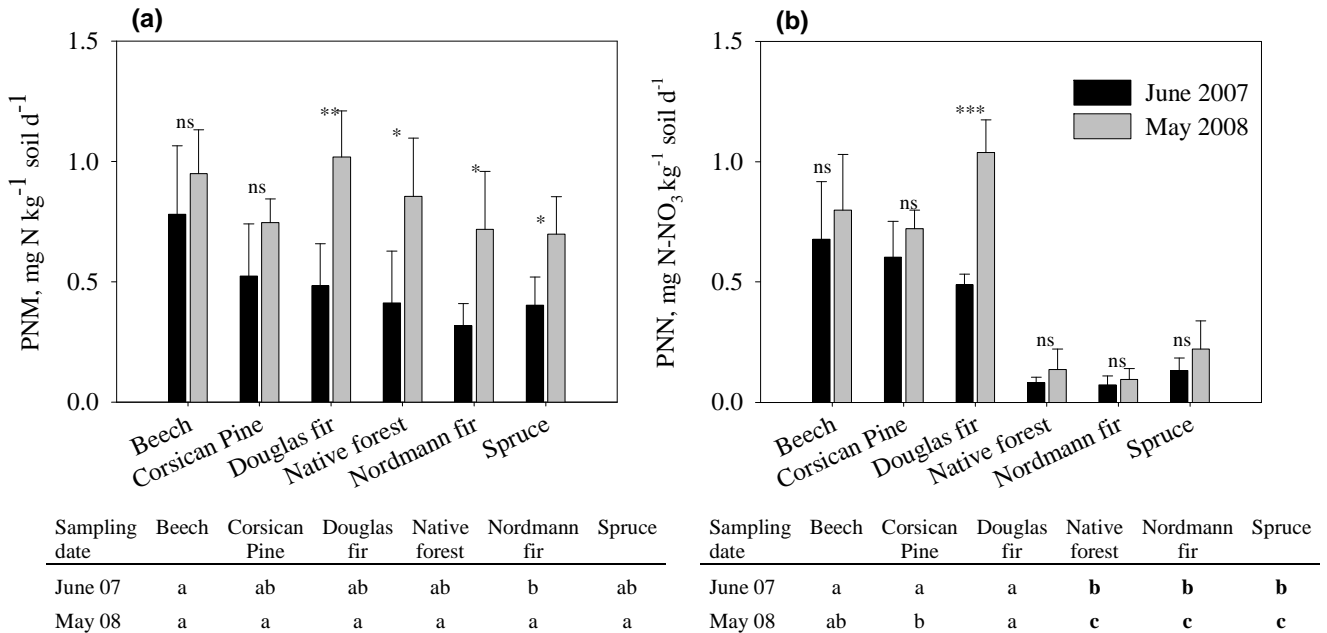 (a)
1.5
1.0
0.5
0.0
PNM, mg N kg⁻¹ soil d⁻¹
ns
ns
**
*
*
*
Beech
Corsican Pine
Douglas fir
Native forest
Nordmann fir
Spruce
(b)
1.5
1.0
0.5
0.0
PNN, mg N-NO₃ kg⁻¹ soil d⁻¹
June 2007
May 2008
ns
ns
***
ns
ns
ns
Beech
Corsican Pine
Douglas fir
Native forest
Nordmann fir
Spruce
Sampling date Beech Corsican Pine Douglas fir Native forest Nordmann fir Spruce
June 07 a ab ab ab b ab
May 08 a a a a a a
Sampling date Beech Corsican Pine Douglas fir Native forest Nordmann fir Spruce
June 07 a a a b b b
May 08 ab b a c c c